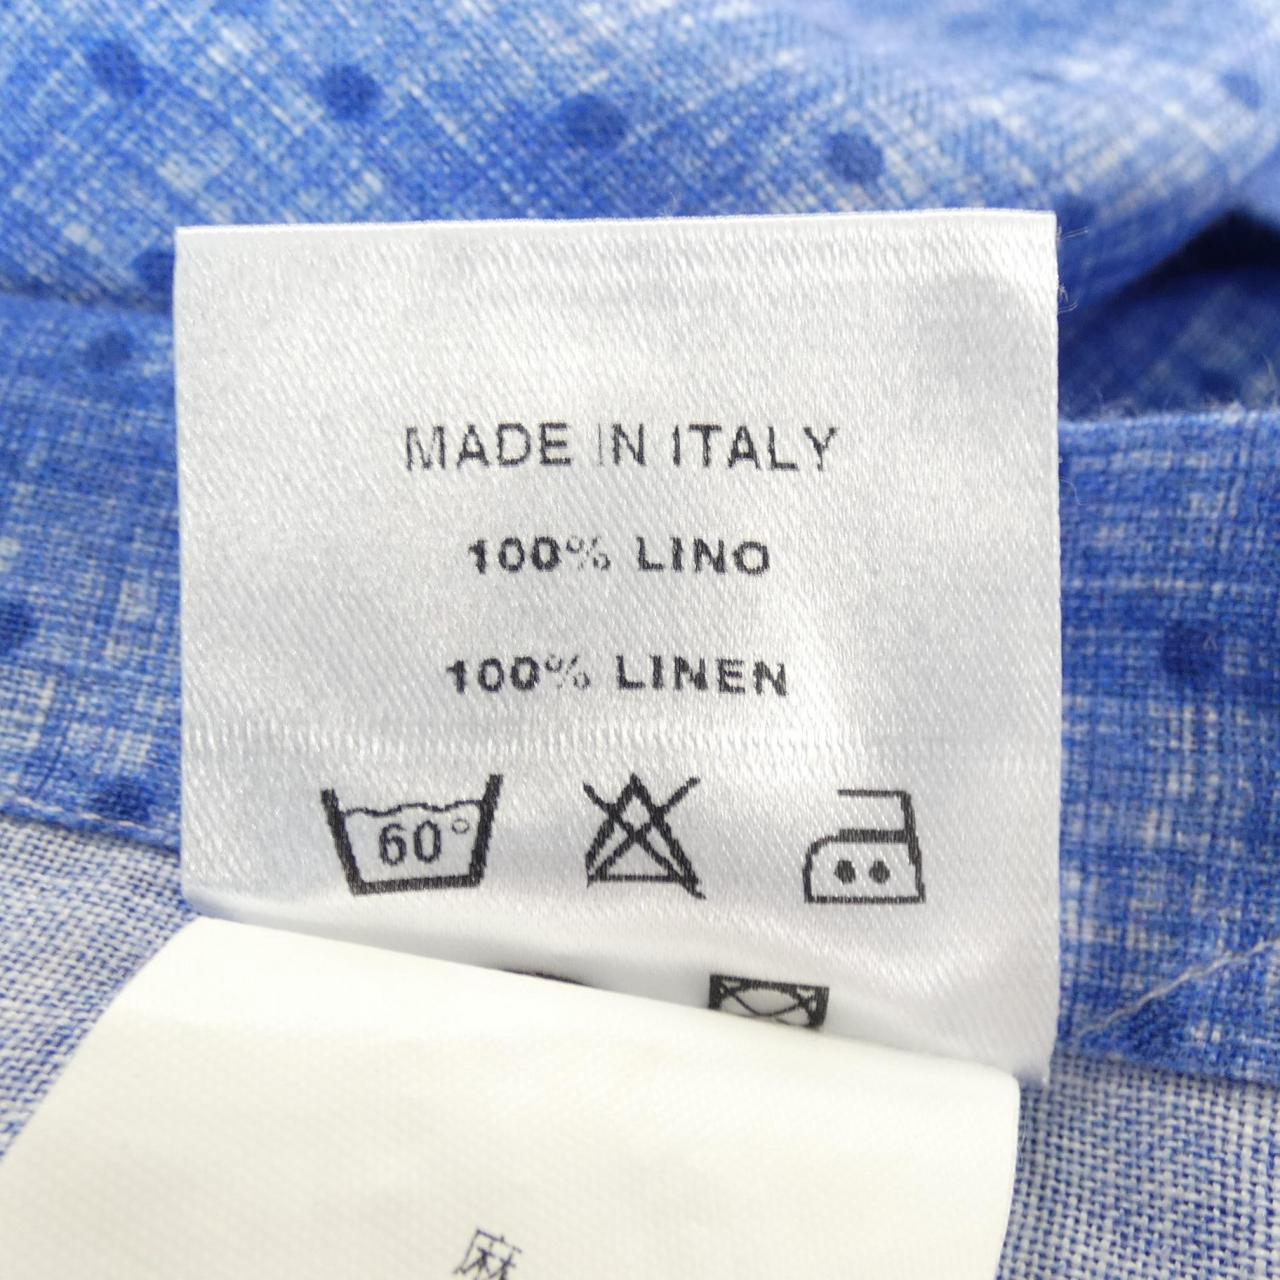 MADE IN ITALY
100% LINO
100% LINEN
60°
麻